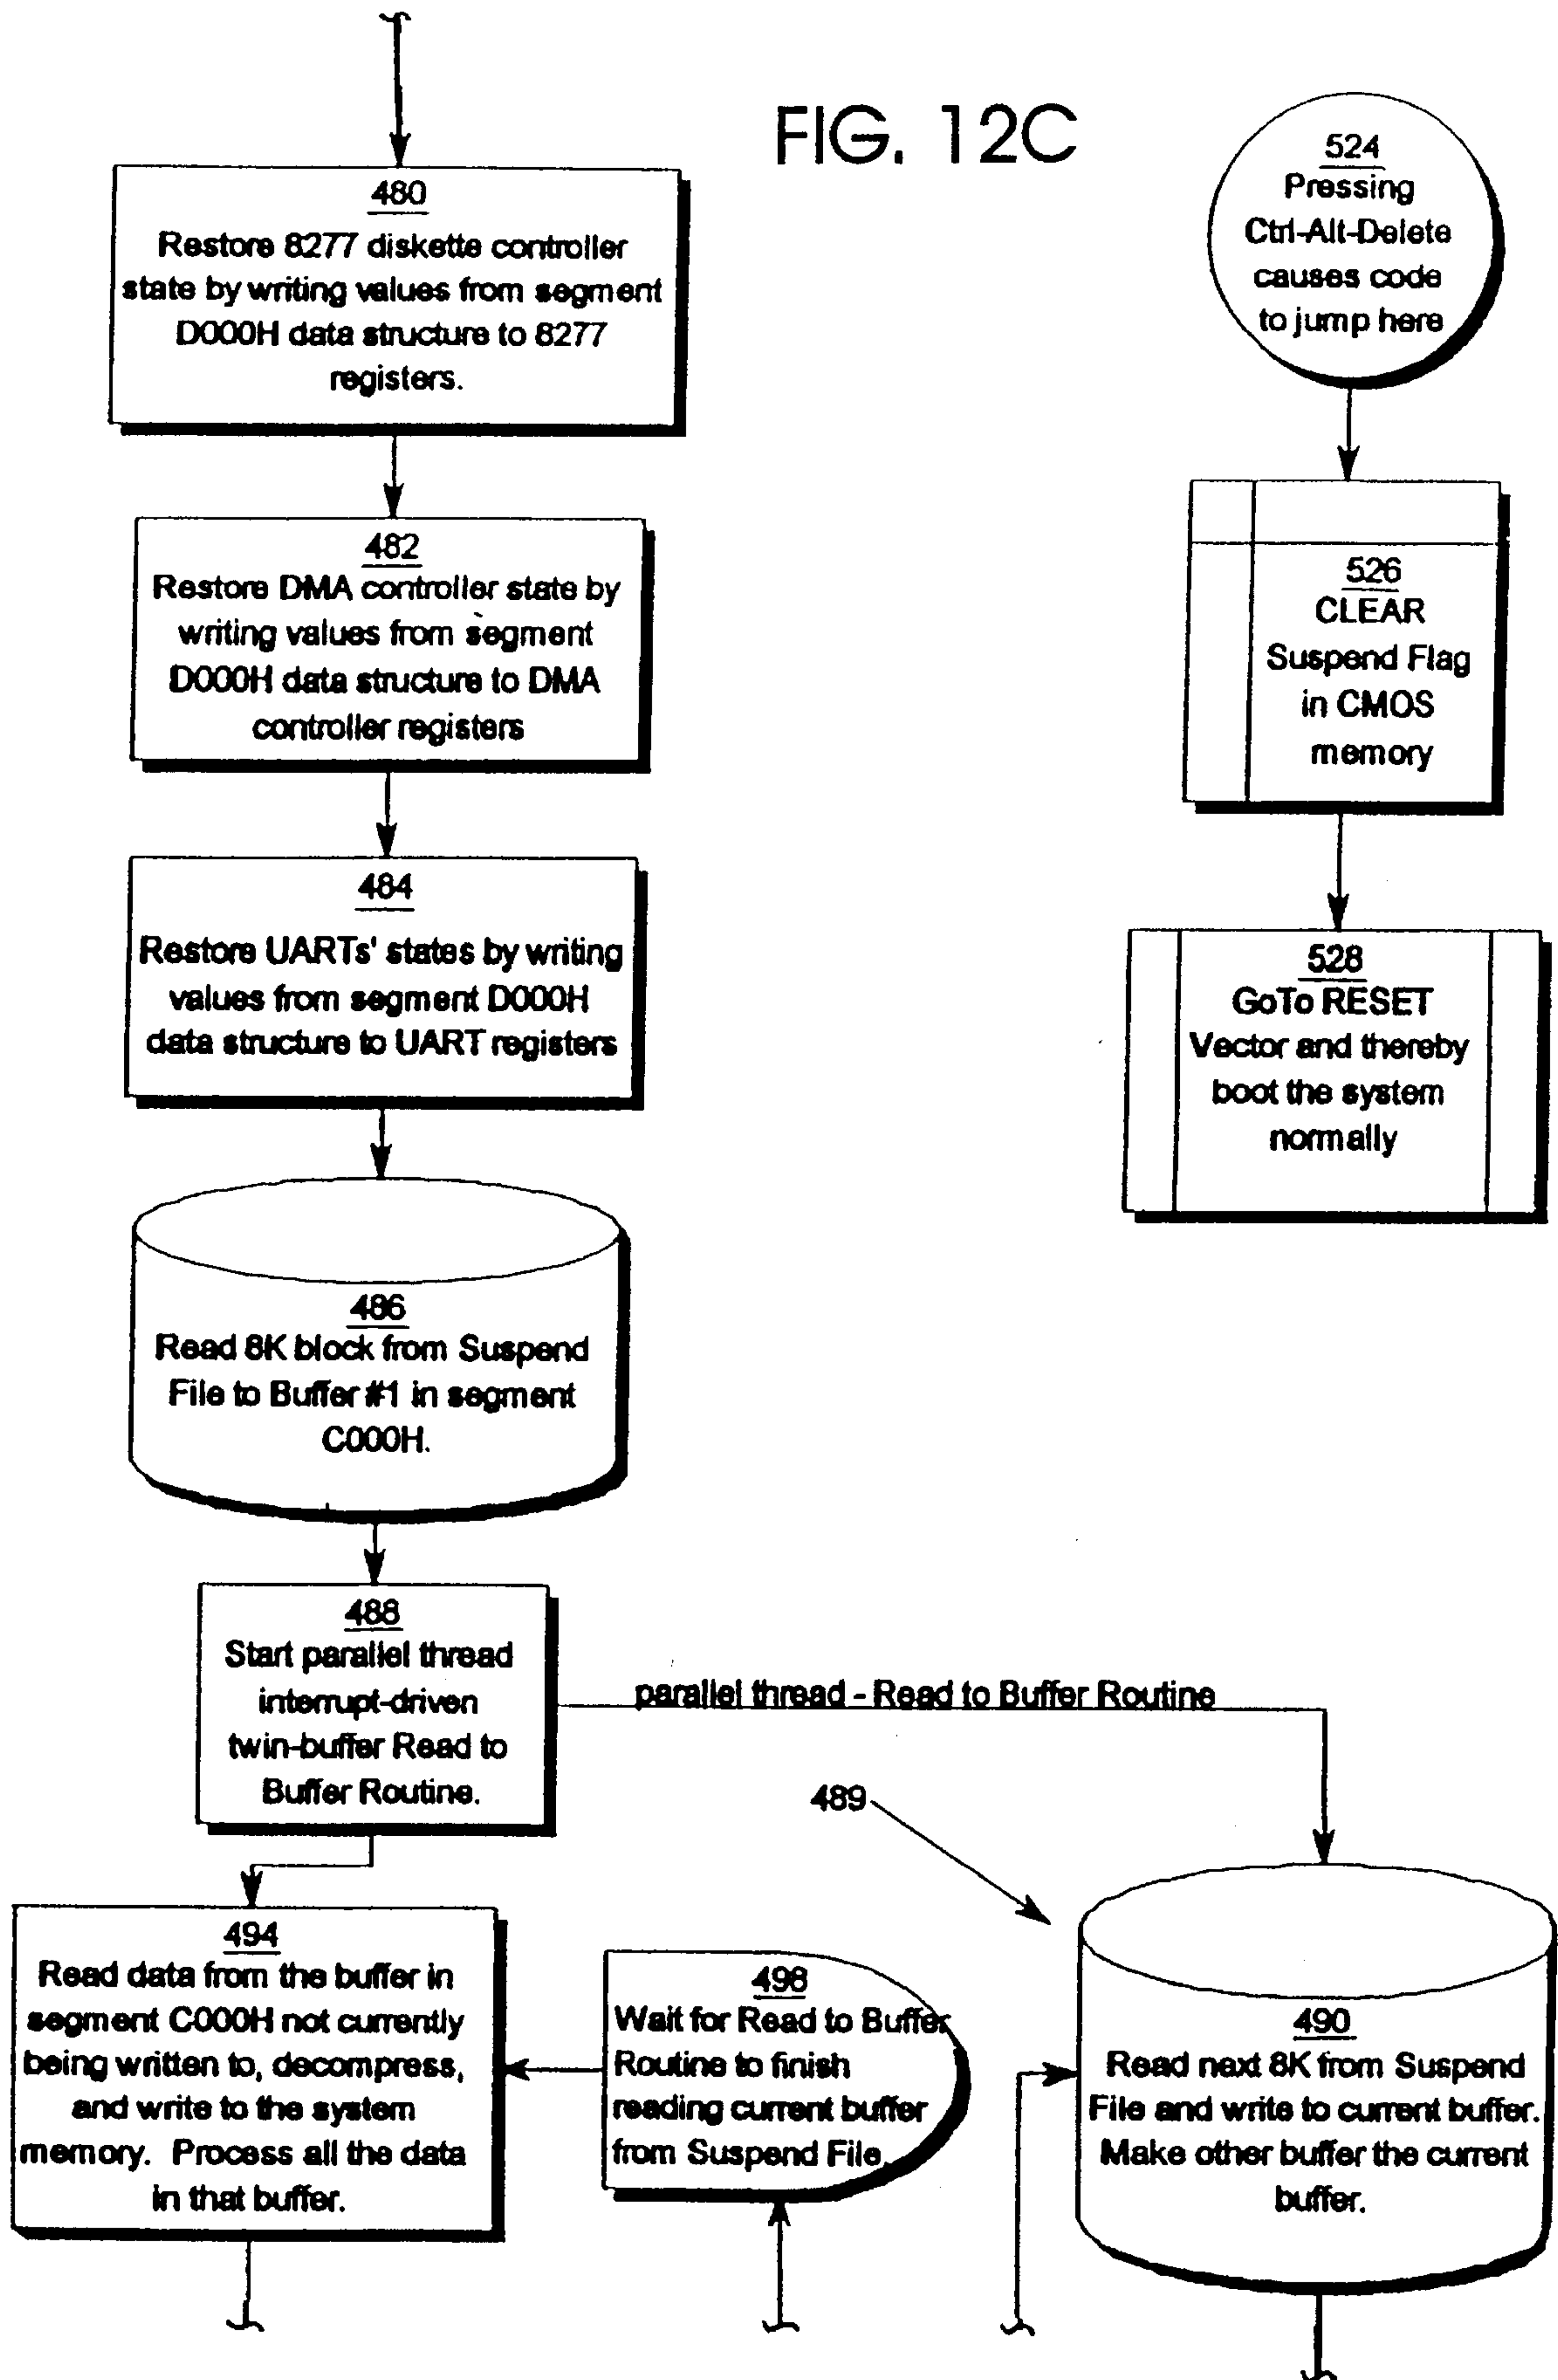 FIG. 12C
480
Restore 8277 diskette controller
state by writing values from segment
D000H data structure to 8277
registers.
482
Restore DMA controller state by
writing values from segment
D000H data structure to DMA
controller registers
484
Restore UARTs' states by writing
values from segment D000H
data structure to UART registers
486
Read 8K block from Suspend
File to Buffer #1 in segment
C000H.
488
Start parallel thread
interrupt-driven
twin-buffer Read to
Buffer Routine.
parallel thread - Read to Buffer Routine
489
494
Read data from the buffer in
segment C000H not currently
being written to, decompress,
and write to the system
memory. Process all the data
in that buffer.
498
Wait for Read to Buffer
Routine to finish
reading current buffer
from Suspend File.
490
Read next 8K from Suspend
File and write to current buffer.
Make other buffer the current
buffer.
524
Pressing
Ctrl-Alt-Delete
causes code
to jump here
526
CLEAR
Suspend Flag
in CMOS
memory
528
GoTo RESET
Vector and thereby
boot the system
normally